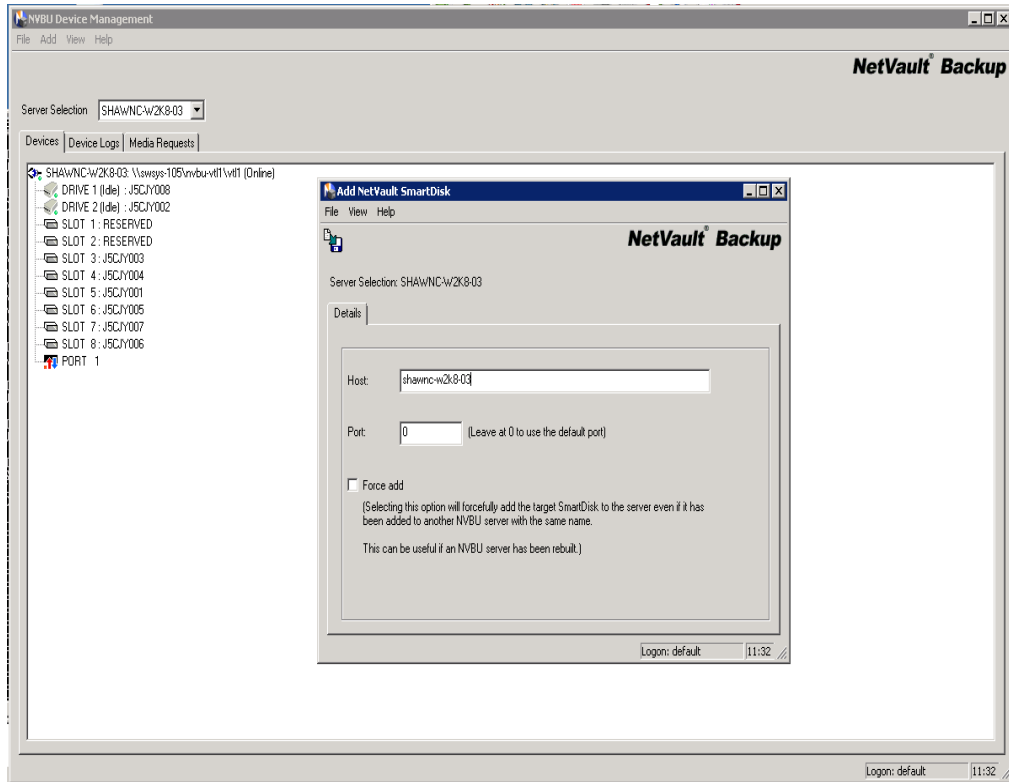 NVBU Device Management
File Add View Help
NetVault® Backup
Server Selection SHAWNC-W2K8-03
Devices Device Logs Media Requests
SHAWNC-W2K8-03: \\swsys-105\nvbu-vtl1\vtl1 (Online)
DRIVE 1 (Idle) : J5CJY008
DRIVE 2 (Idle) : J5CJY002
SLOT 1 : RESERVED
SLOT 2 : RESERVED
SLOT 3 : J5CJY003
SLOT 4 : J5CJY004
SLOT 5 : J5CJY001
SLOT 6 : J5CJY005
SLOT 7 : J5CJY007
SLOT 8 : J5CJY006
PORT 1
Add NetVault SmartDisk
File View Help
NetVault® Backup
Server Selection: SHAWNC-W2K8-03
Details
Host: shawnc-w2k8-03
Port: 0 (Leave at 0 to use the default port)
Force add
(Selecting this option will forcefully add the target SmartDisk to the server even if it has
been added to another NVBU server with the same name.
This can be useful if an NVBU server has been rebuilt.)
Logon: default 11:32
Logon: default 11:32